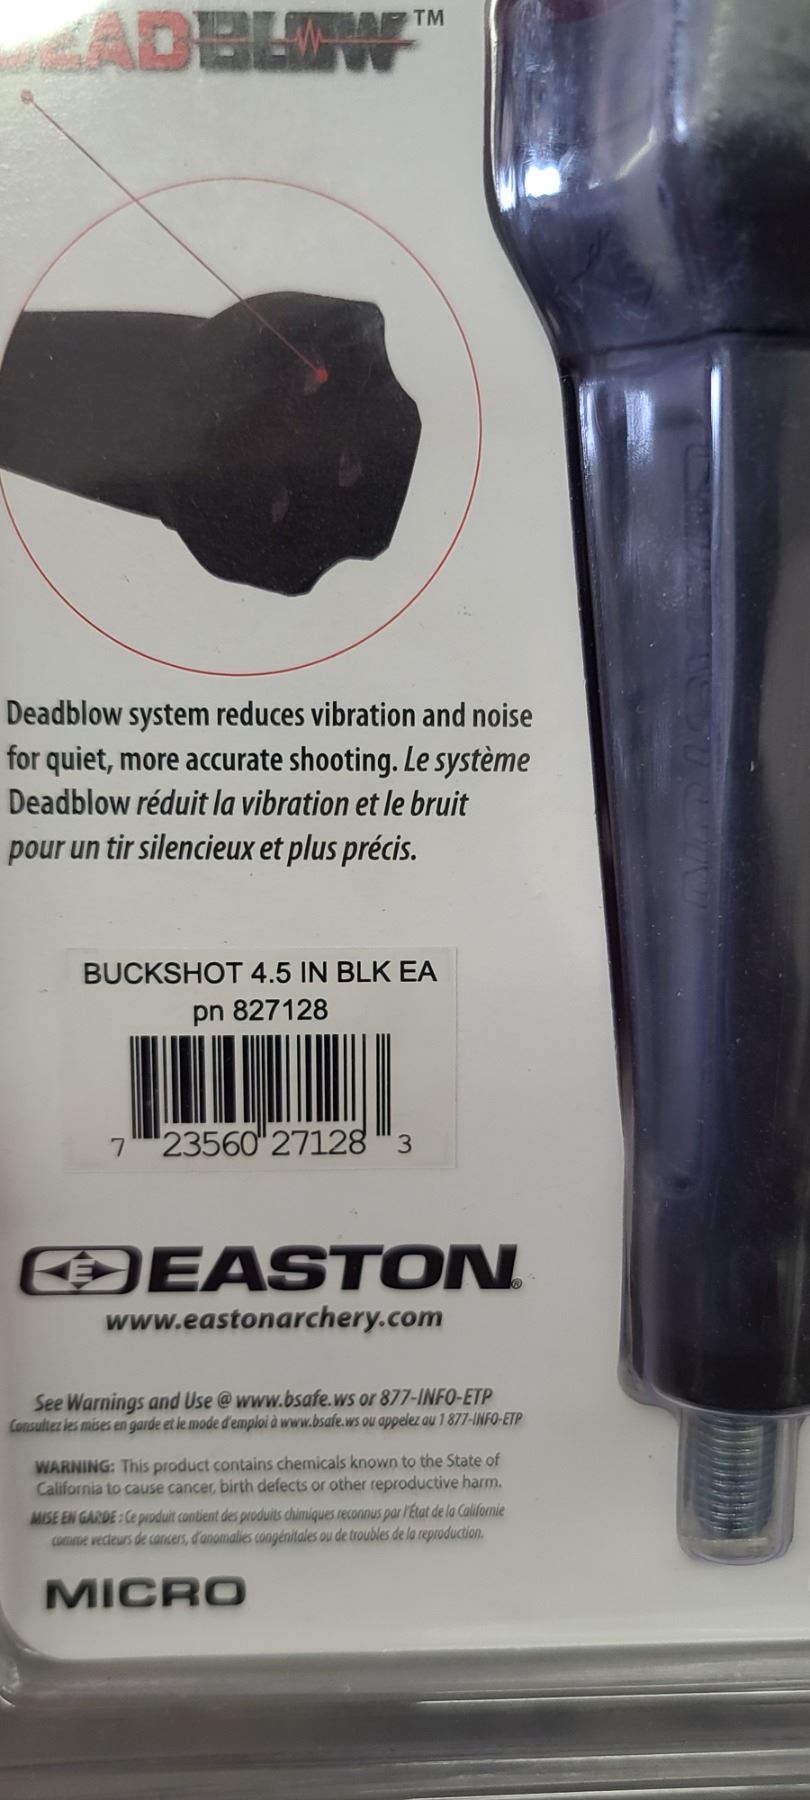 DEADBLOW™
Deadblow system reduces vibration and noise
for quiet, more accurate shooting. Le système
Deadblow réduit la vibration et le bruit
pour un tir silencieux et plus précis.
BUCKSHOT 4.5 IN BLK EA
pn 827128
7 23560 27128 3
E EASTON®
www.eastonarchery.com
See Warnings and Use @ www.bsafe.ws or 877-INFO-ETP
Consultez les mises en garde et le mode d'emploi à www.bsafe.ws ou appelez au 1 877-INFO-ETP
WARNING: This product contains chemicals known to the State of
California to cause cancer, birth defects or other reproductive harm.
MISE EN GARDE : Ce produit contient des produits chimiques reconnus par l'État de la Californie
comme vecteurs de cancers, d'anomalies congénitales ou de troubles de la reproduction.
MICRO